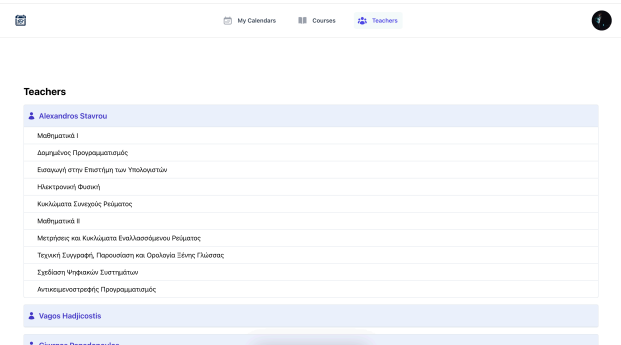 My Calendars
Courses
Teachers
Teachers
Alexandros Stavrou
Μαθηματικά Ι
Δομημένος Προγραμματισμός
Εισαγωγή στην Επιστήμη των Υπολογιστών
Ηλεκτρονική Φυσική
Κυκλώματα Συνεχούς Ρεύματος
Μαθηματικά ΙΙ
Μετρήσεις και Κυκλώματα Εναλλασσόμενου Ρεύματος
Τεχνική Συγγραφή, Παρουσίαση και Ορολογία Ξένης Γλώσσας
Σχεδίαση Ψηφιακών Συστημάτων
Αντικειμενοστρεφής Προγραμματισμός
Vagos Hadjicostis